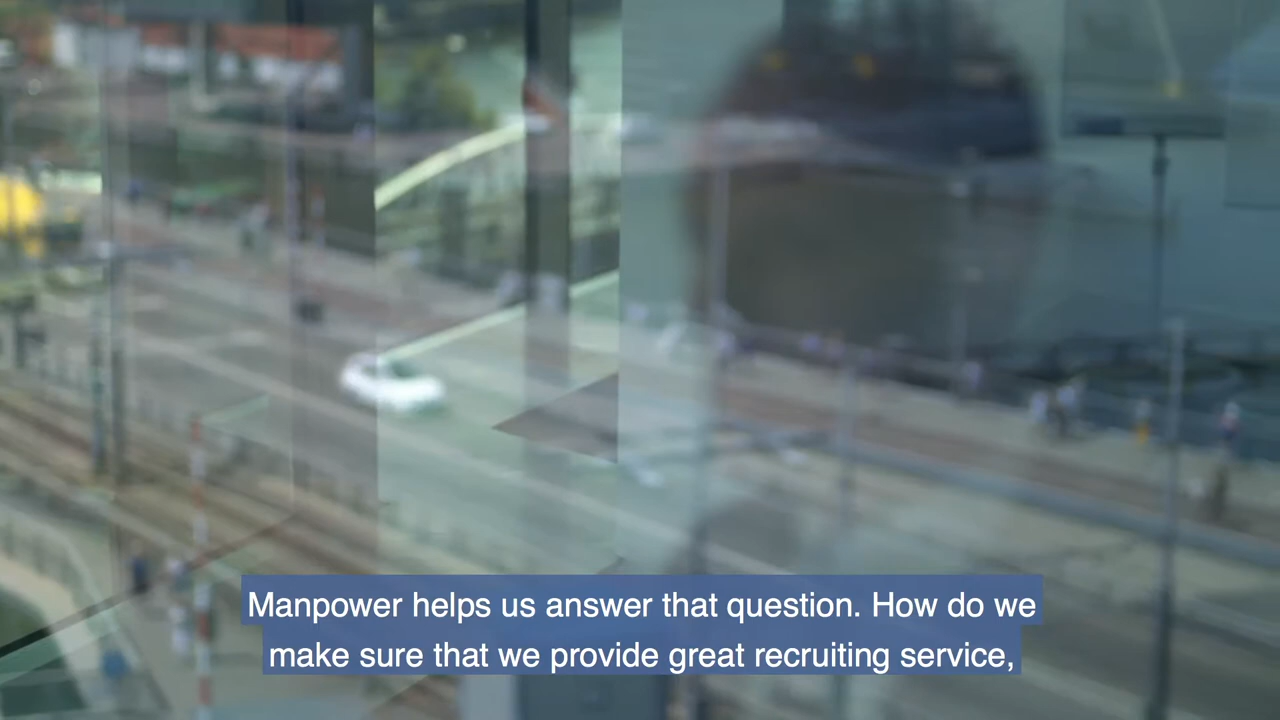 Manpower helps us answer that question. How do we
make sure that we provide great recruiting service,